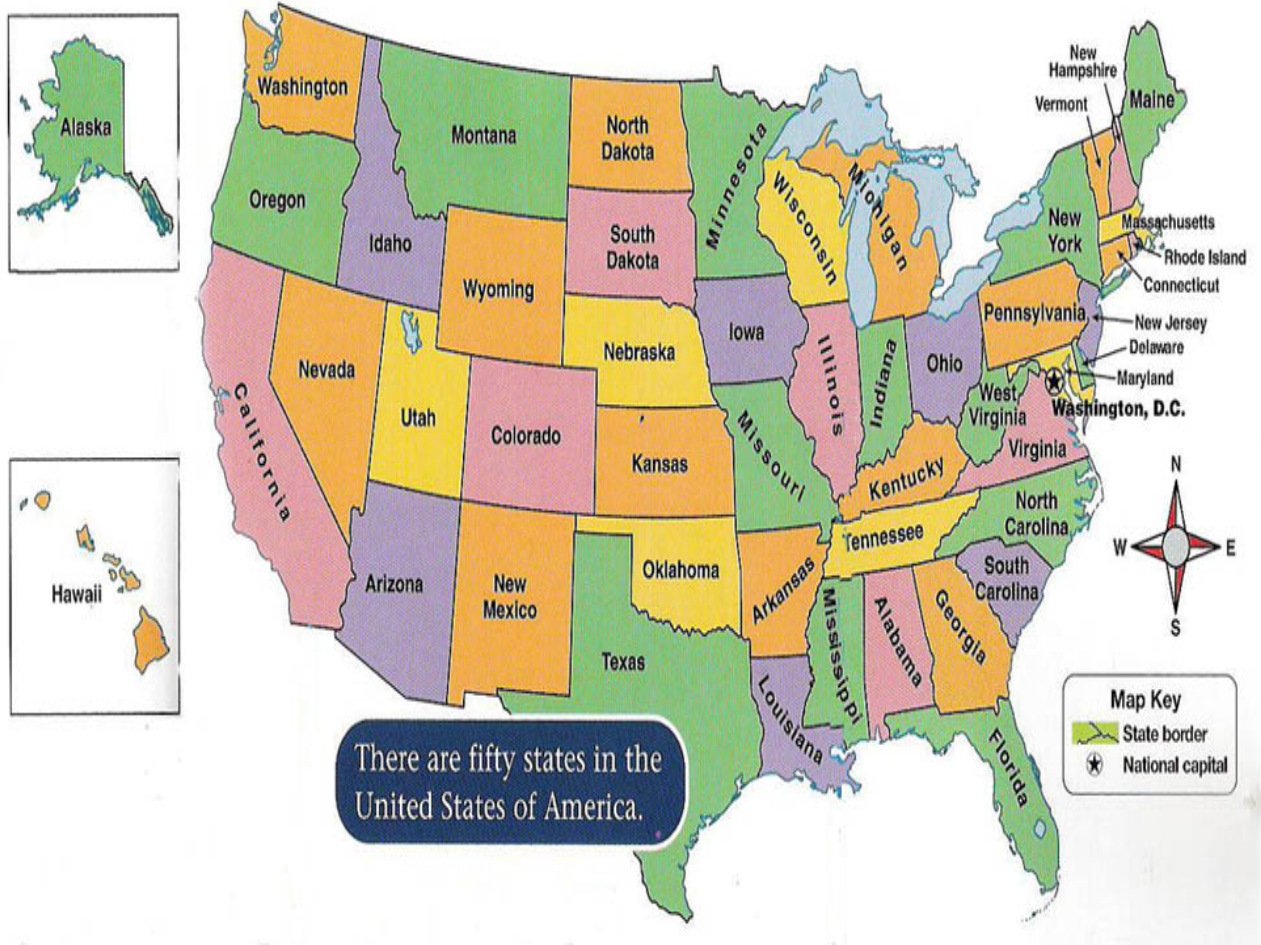 Alaska
Hawaii
Washington
Oregon
California
Idaho
Nevada
Montana
Wyoming
Utah
Arizona
Colorado
New
Mexico
North
Dakota
South
Dakota
Nebraska
Kansas
Oklahoma
Texas
Minnesota
Iowa
Missouri
Arkansas
Louisiana
Wisconsin
Illinois
Michigan
Indiana
Ohio
Kentucky
Tennessee
Mississippi
Alabama
Georgia
Florida
South
Carolina
North
Carolina
Virginia
West
Virginia
Pennsylvania
New
York
Vermont
New
Hampshire
Maine
Massachusetts
Rhode Island
Connecticut
New Jersey
Delaware
Maryland
Washington, D.C.
N
W
E
S
Map Key
State border
National capital
There are fifty states in the
United States of America.